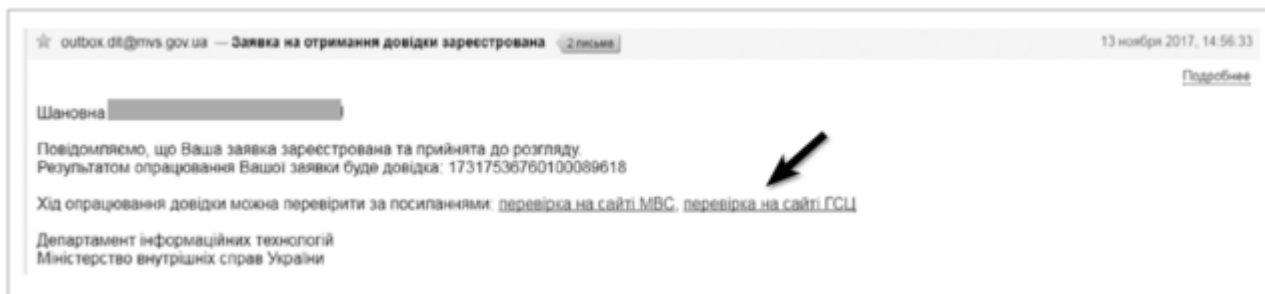 outbox.dit@mvs.gov.ua — Заявка на отримання довідки зареєстрована 2 письма 13 ноября 2017, 14:56:33
Подробнее
Шановна !
Повідомляємо, що Ваша заявка зареєстрована та прийнята до розгляду.
Результатом опрацювання Вашої заявки буде довідка: 17317536760100089618
Хід опрацювання довідки можна перевірити за посиланнями: перевірка на сайті МВС, перевірка на сайті ГСЦ
Департамент інформаційних технологій
Міністерство внутрішніх справ України